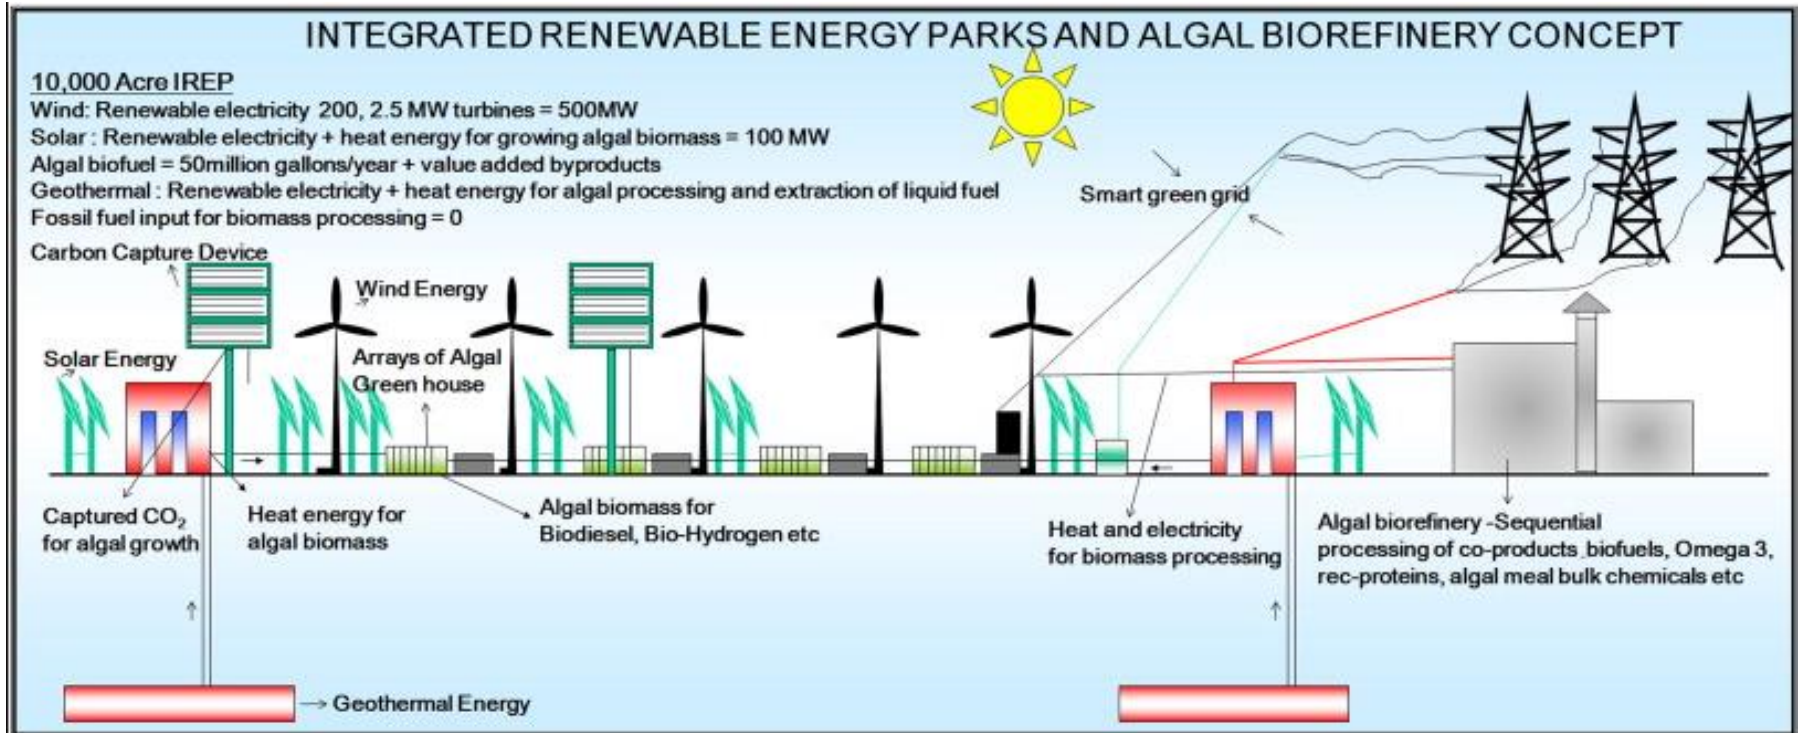 INTEGRATED RENEWABLE ENERGY PARKS AND ALGAL BIOREFINERY CONCEPT
10,000 Acre IREP
Wind: Renewable electricity 200, 2.5 MW turbines = 500MW
Solar : Renewable electricity + heat energy for growing algal biomass = 100 MW
Algal biofuel = 50million gallons/year + value added byproducts
Geothermal : Renewable electricity + heat energy for algal processing and extraction of liquid fuel
Fossil fuel input for biomass processing = 0
Smart green grid
Carbon Capture Device
Wind Energy
Solar Energy
Arrays of Algal
Green house
Captured CO₂
for algal growth
Heat energy for
algal biomass
Algal biomass for
Biodiesel, Bio-Hydrogen etc
Heat and electricity
for biomass processing
Algal biorefinery -Sequential
processing of co-products biofuels, Omega 3,
rec-proteins, algal meal bulk chemicals etc
Geothermal Energy